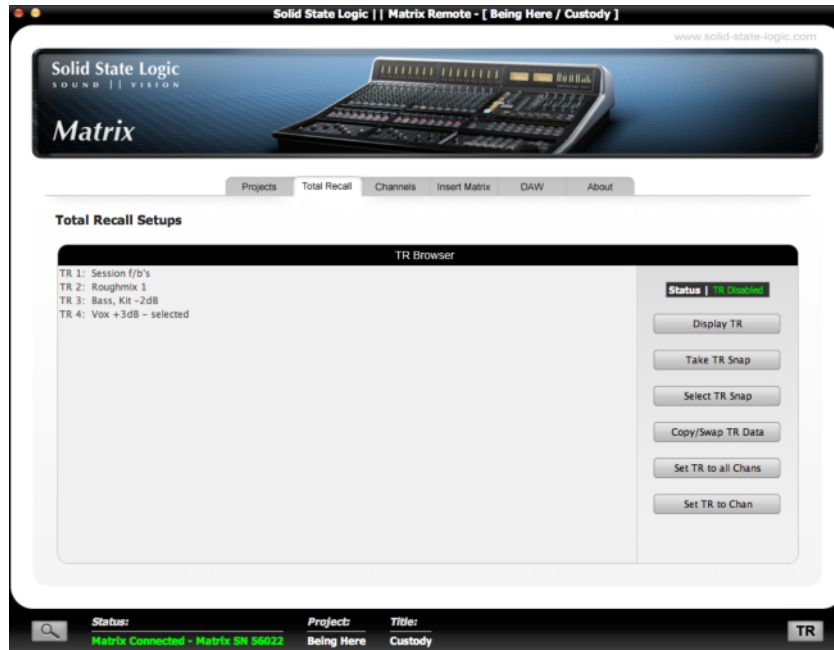 Solid State Logic || Matrix Remote - [ Being Here / Custody ]
www.solid-state-logic.com
Solid State Logic
SOUND || VISION
Matrix
Projects Total Recall Channels Insert Matrix DAW About
Total Recall Setups
TR Browser
TR 1: Session f/b's
TR 2: Roughmix 1
TR 3: Bass, Kit -2dB
TR 4: Vox +3dB - selected
Status | TR Disabled
Display TR
Take TR Snap
Select TR Snap
Copy/Swap TR Data
Set TR to all Chans
Set TR to Chan
Status: Project: Title:
Matrix Connected - Matrix SN 56022 Being Here Custody
TR